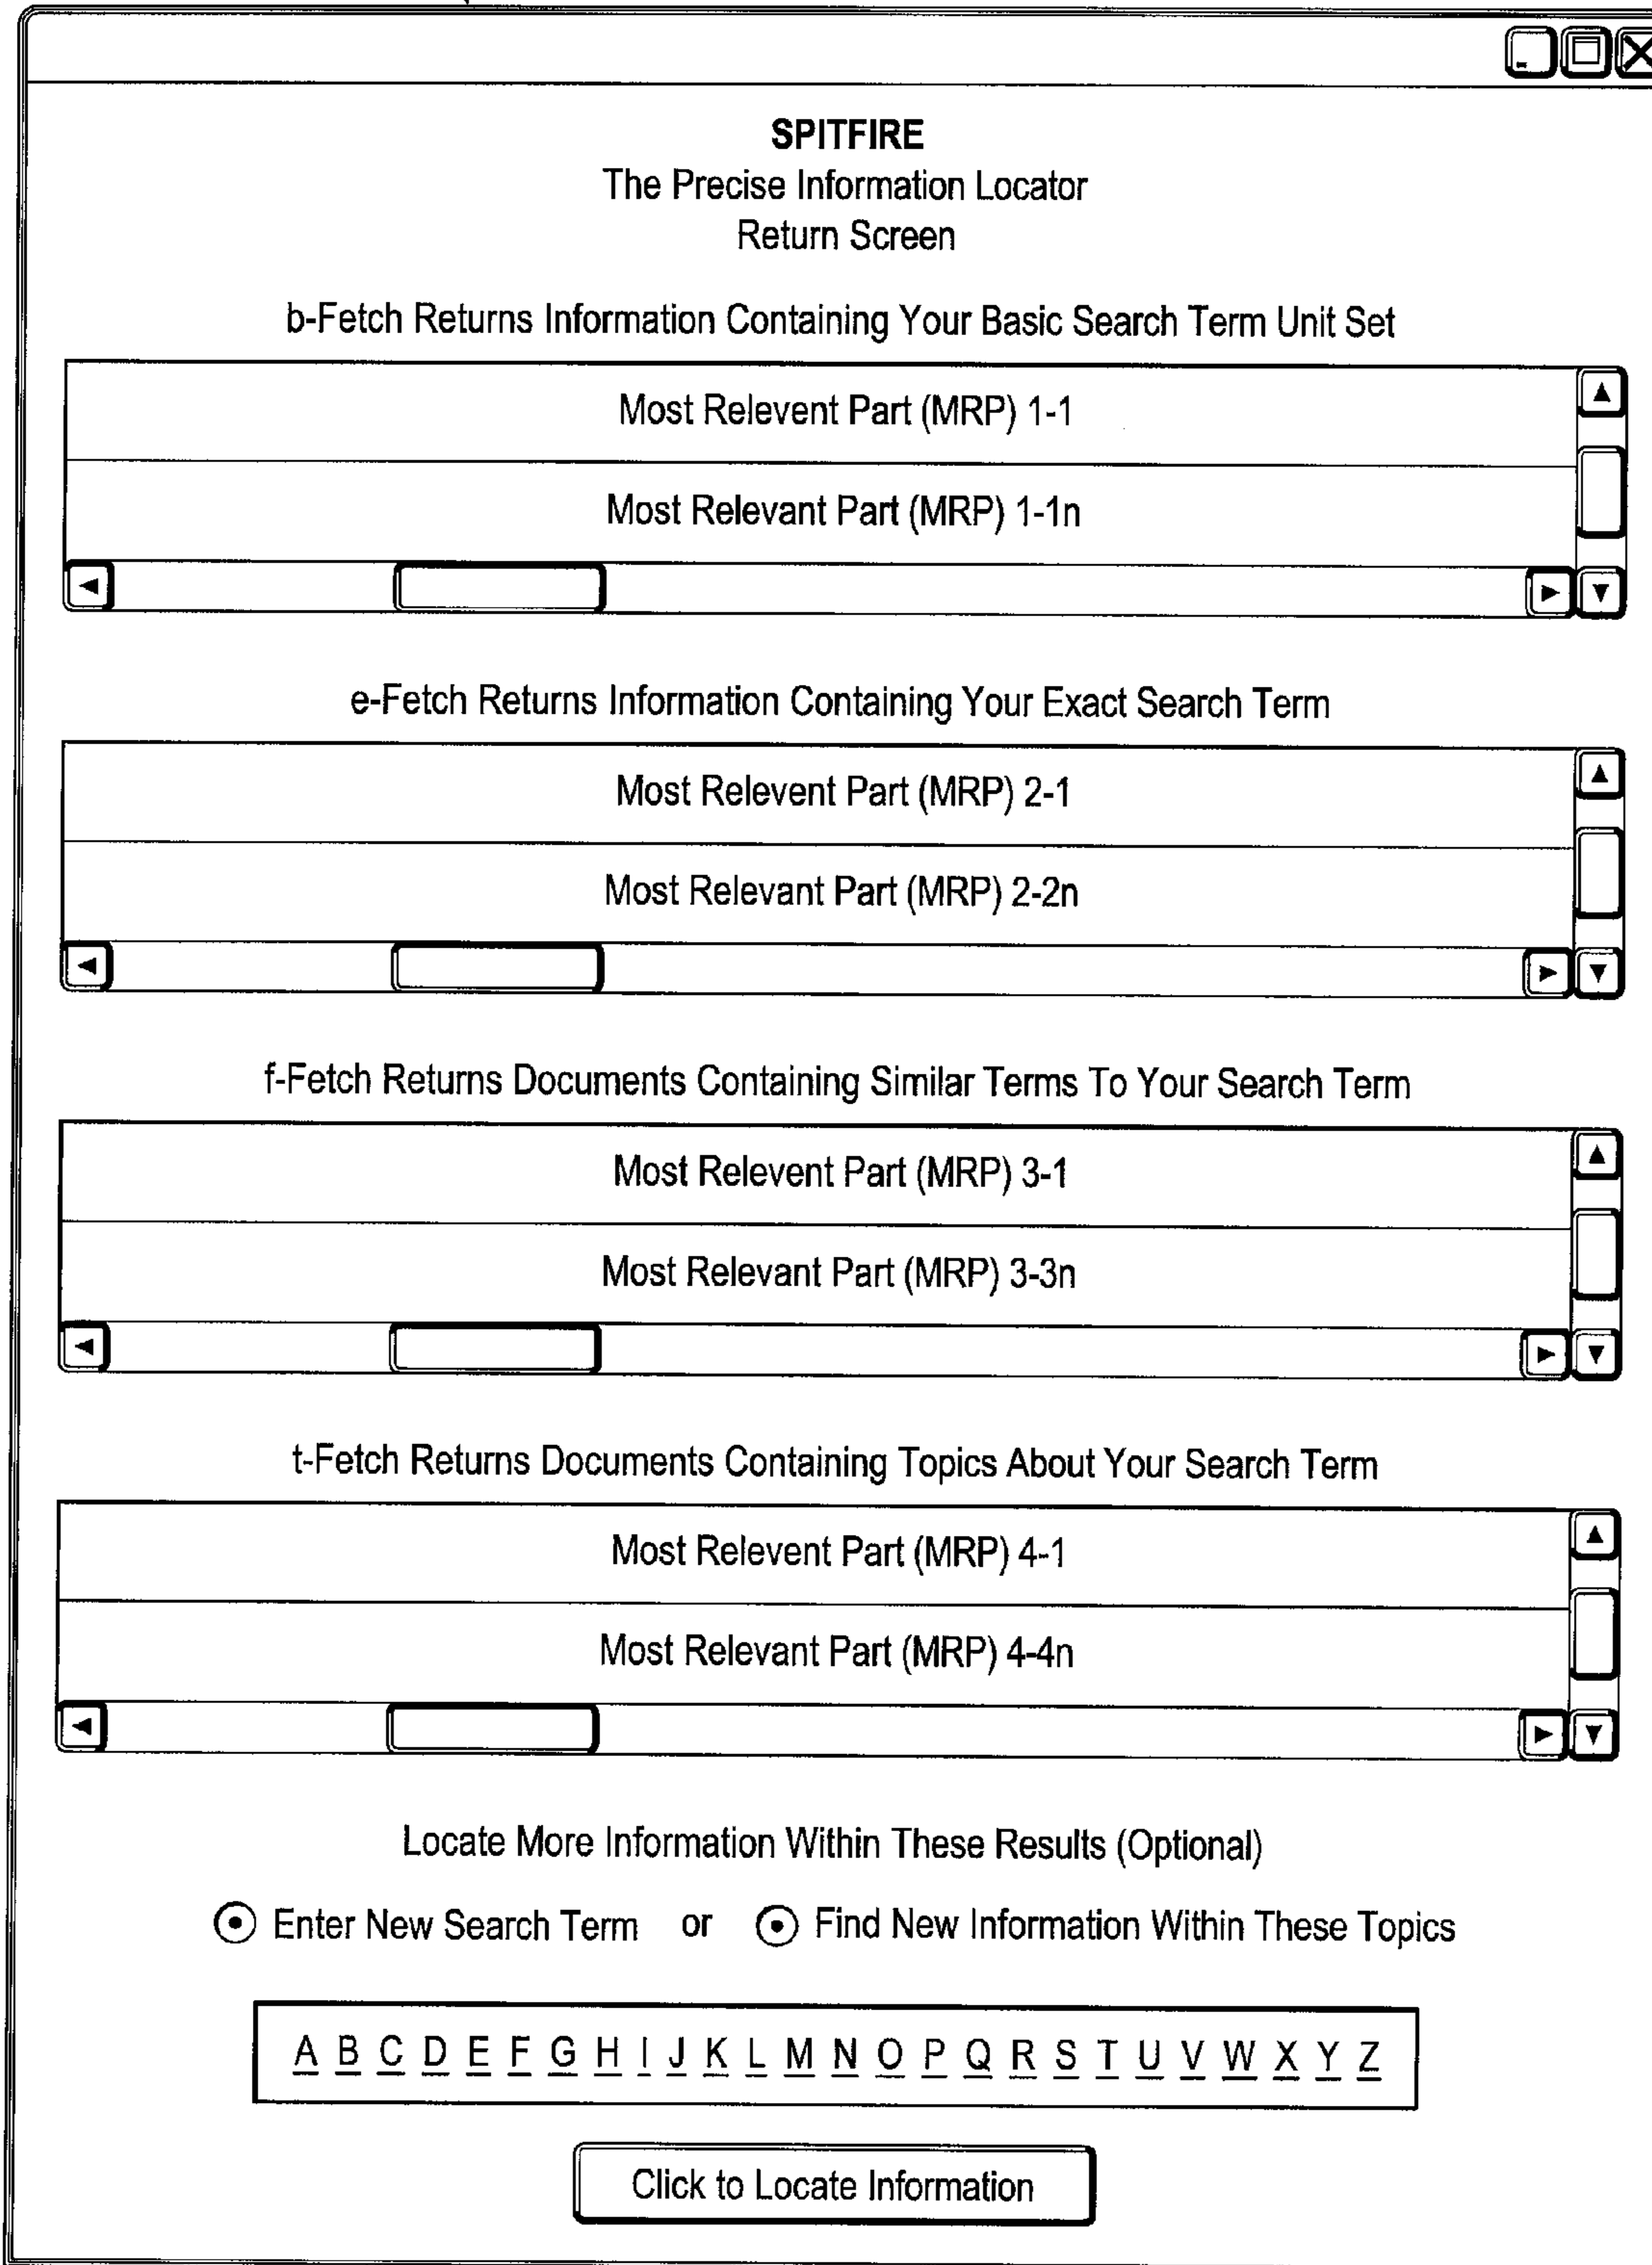 SPITFIRE
The Precise Information Locator
Return Screen
b-Fetch Returns Information Containing Your Basic Search Term Unit Set
Most Relevent Part (MRP) 1-1
Most Relevant Part (MRP) 1-1n
e-Fetch Returns Information Containing Your Exact Search Term
Most Relevent Part (MRP) 2-1
Most Relevant Part (MRP) 2-2n
f-Fetch Returns Documents Containing Similar Terms To Your Search Term
Most Relevent Part (MRP) 3-1
Most Relevant Part (MRP) 3-3n
t-Fetch Returns Documents Containing Topics About Your Search Term
Most Relevent Part (MRP) 4-1
Most Relevant Part (MRP) 4-4n
Locate More Information Within These Results (Optional)
Enter New Search Term or Find New Information Within These Topics
A B C D E F G H I J K L M N O P Q R S T U V W X Y Z
Click to Locate Information